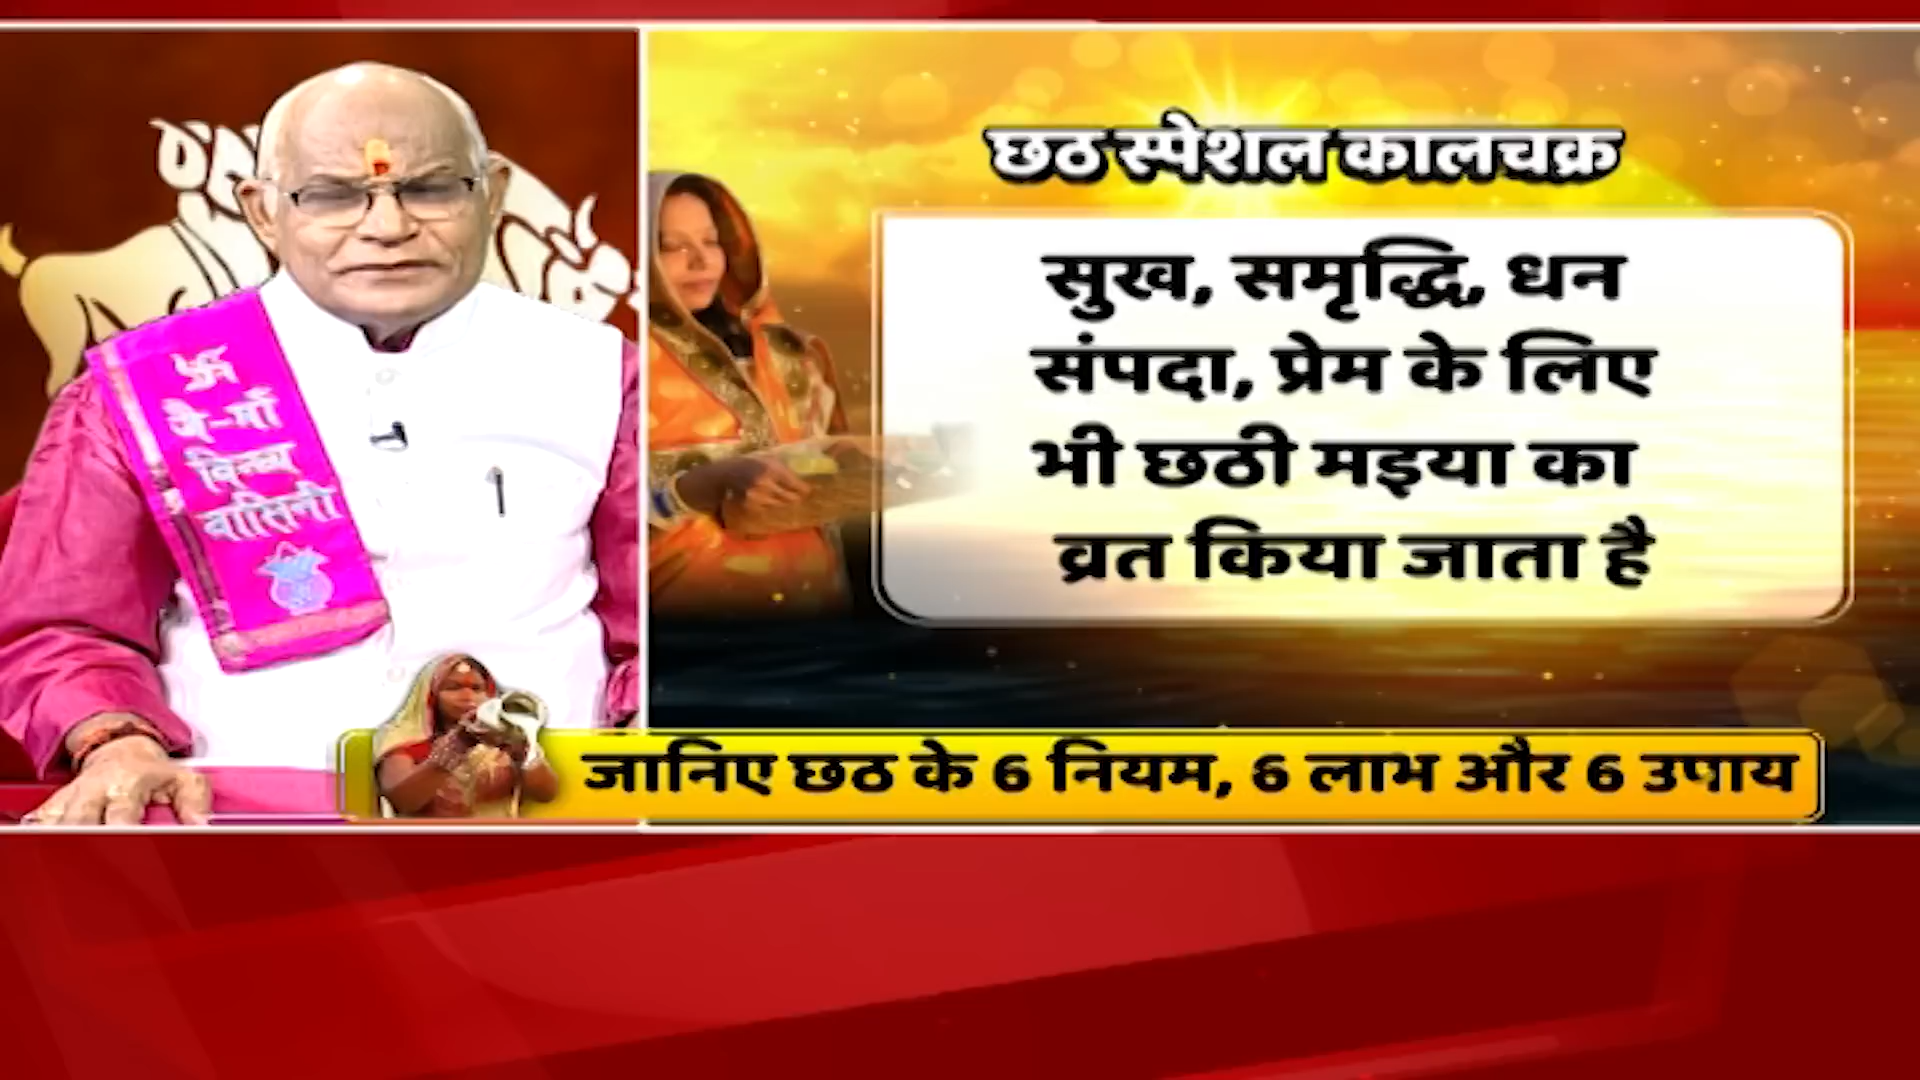 छठ स्पेशल कालचक्र
सुख, समृद्धि, धन
संपदा, प्रेम के लिए
भी छठी मइया का
व्रत किया जाता है
जै-माँ
विन्ध्य
वासिनी
जानिए छठ के 6 नियम, 6 लाभ और 6 उपाय